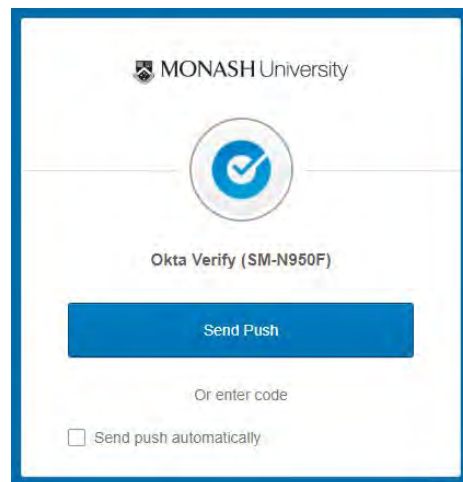 MONASH University
Okta Verify (SM-N950F)
Send Push
Or enter code
Send push automatically